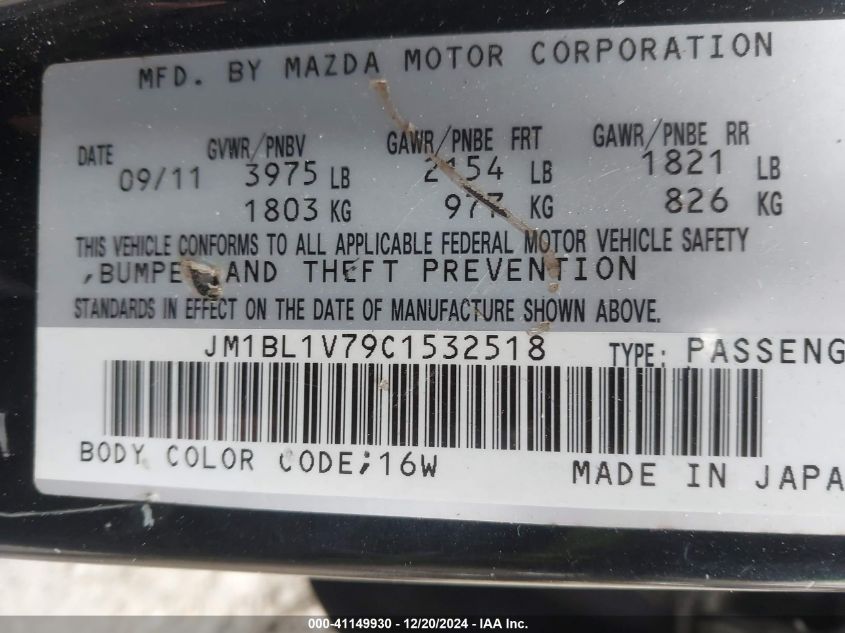 MFD. BY MAZDA MOTOR CORPORATION
DATE GVWR/PNBV GAWR/PNBE FRT GAWR/PNBE RR
09/11 3975 LB 2154 LB 1821 LB
1803 KG 977 KG 826 KG
THIS VEHICLE CONFORMS TO ALL APPLICABLE FEDERAL MOTOR VEHICLE SAFETY
,BUMPE AND THEFT PREVENTION
STANDARDS IN EFFECT ON THE DATE OF MANUFACTURE SHOWN ABOVE.
JM1BL1V79C1532518 TYPE: PASSENG
BODY COLOR CODE;16W
MADE IN JAPA
000-41149930 - 12/20/2024 - IAA Inc.